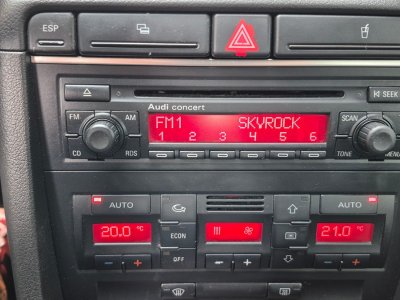 ESP
SEEK
Audi concert
FM AM
FM1 SKYROCK
1 2 3 4 5 6
SCAN
CD RDS
TONE MENU
AUTO AUTO
20.0 °C ECON 21.0 °C
OFF